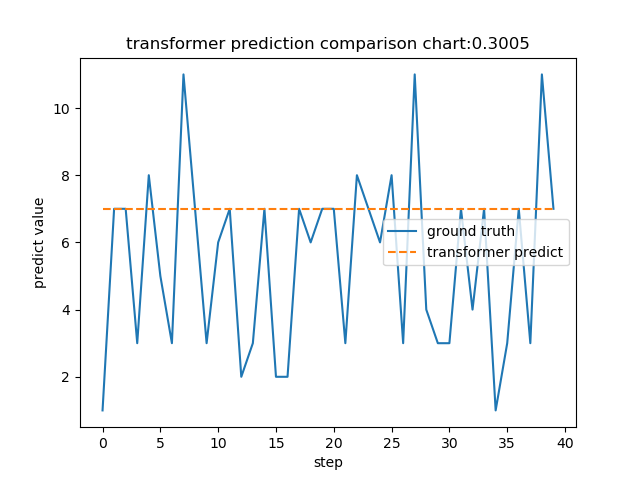 transformer prediction comparison chart:0.3005
predict value
10
8
6
4
2
ground truth
transformer predict
0 5 10 15 20 25 30 35 40
step